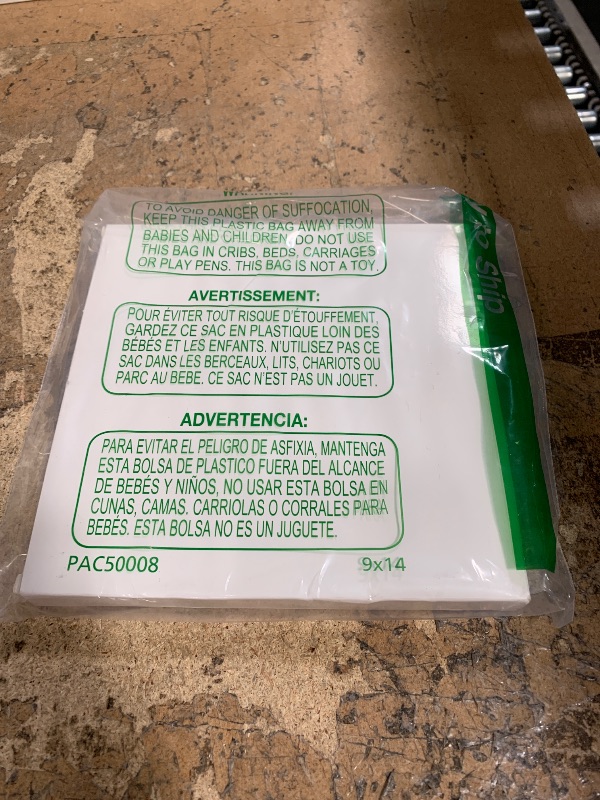 WARNING:
TO AVOID DANGER OF SUFFOCATION,
KEEP THIS PLASTIC BAG AWAY FROM
BABIES AND CHILDREN. DO NOT USE
THIS BAG IN CRIBS, BEDS, CARRIAGES
OR PLAY PENS. THIS BAG IS NOT A TOY.
AVERTISSEMENT:
POUR ÉVITER TOUT RISQUE D'ÉTOUFFEMENT,
GARDEZ CE SAC EN PLASTIQUE LOIN DES
BÉBÉS ET LES ENFANTS. N'UTILISEZ PAS CE
SAC DANS LES BERCEAUX, LITS, CHARIOTS OU
PARC AU BEBE. CE SAC N'EST PAS UN JOUET.
ADVERTENCIA:
PARA EVITAR EL PELIGRO DE ASFIXIA, MANTENGA
ESTA BOLSA DE PLASTICO FUERA DEL ALCANCE
DE BEBÉS Y NIÑOS, NO USAR ESTA BOLSA EN
CUNAS, CAMAS. CARRIOLAS O CORRALES PARA
BEBÉS. ESTA BOLSA NO ES UN JUGUETE.
PAC50008 9x14
Ship